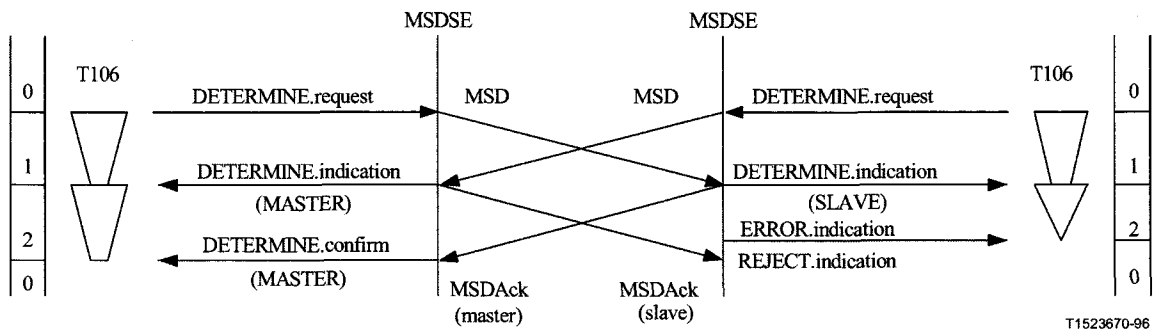 MSDSE MSDSE
T106 T106
0 DETERMINE.request MSD MSD DETERMINE.request 0
1 DETERMINE.indication DETERMINE.indication 1
(MASTER) (SLAVE)
2 DETERMINE.confirm ERROR.indication 2
0 (MASTER) REJECT.indication 0
MSDAck MSDAck
(master) (slave)
T1523670-96